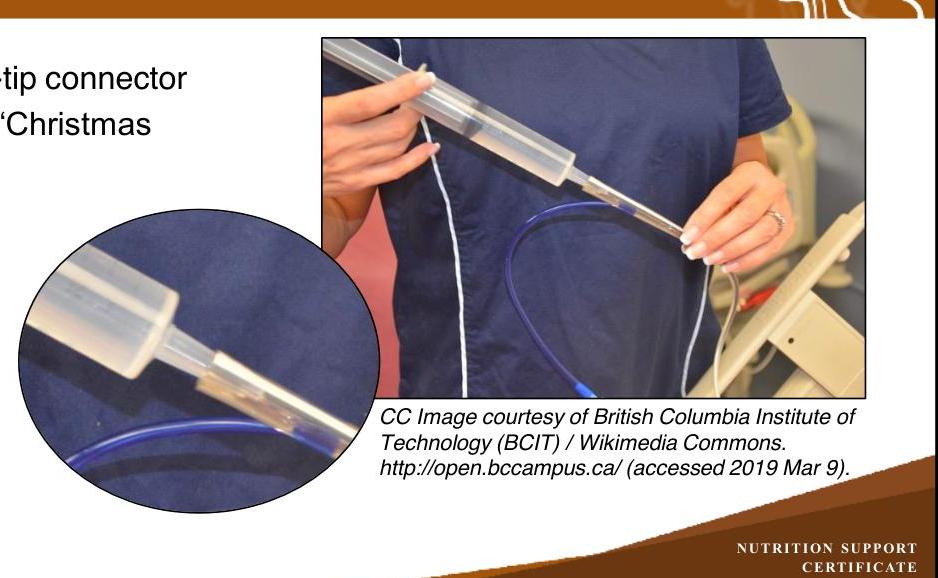 -tip connector
‘Christmas
CC Image courtesy of British Columbia Institute of
Technology (BCIT) / Wikimedia Commons.
http://open.bccampus.ca/ (accessed 2019 Mar 9).
NUTRITION SUPPORT
CERTIFICATE